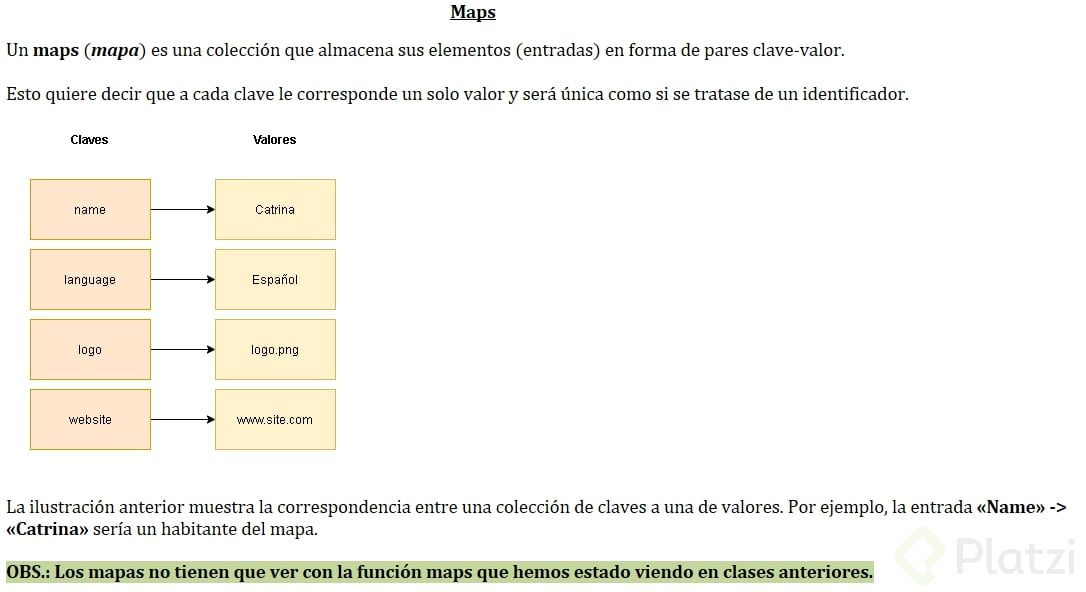 Maps
Un maps (mapa) es una colección que almacena sus elementos (entradas) en forma de pares clave-valor.
Esto quiere decir que a cada clave le corresponde un solo valor y será única como si se tratase de un identificador.
Claves Valores
name Catrina
language Español
logo logo.png
website www.site.com
La ilustración anterior muestra la correspondencia entre una colección de claves a una de valores. Por ejemplo, la entrada «Name» ->
«Catrina» sería un habitante del mapa.
OBS.: Los mapas no tienen que ver con la función maps que hemos estado viendo en clases anteriores.
Platzi